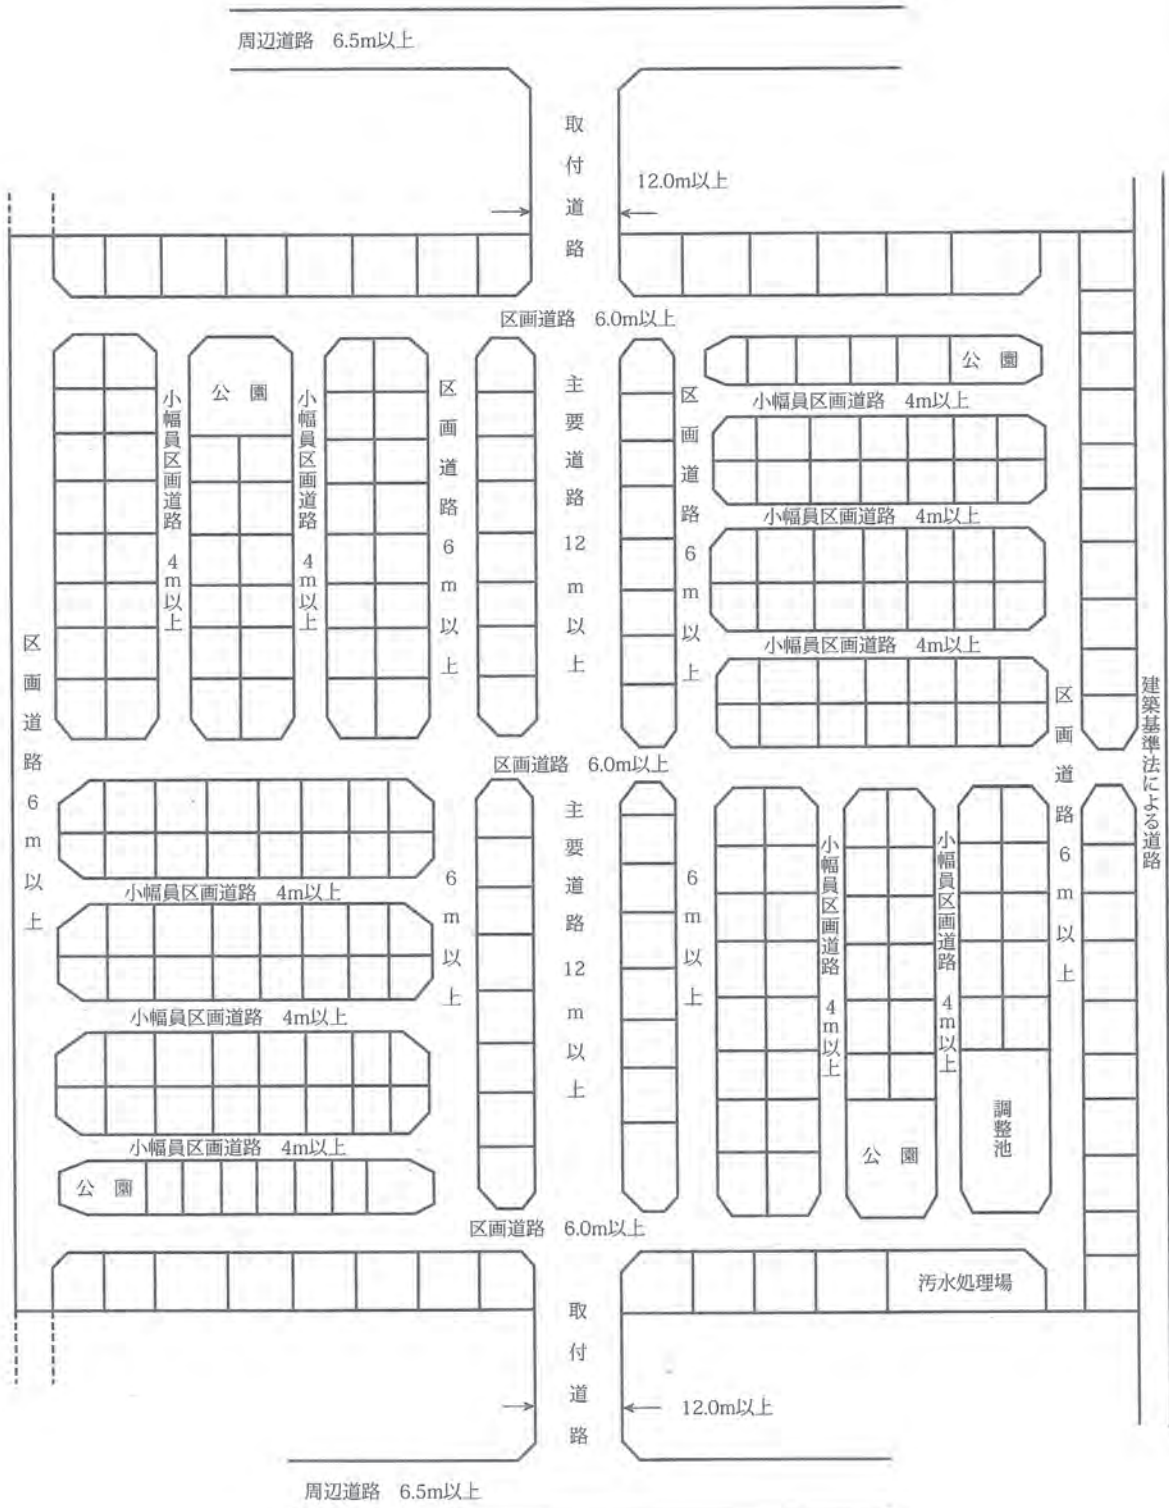 周辺道路　6.5m以上
取付道路
12.0m以上
区画道路　6.0m以上
小幅員区画道路　4m以上
公　園
小幅員区画道路　4m以上
区画道路6m以上
主要道路12m以上
区画道路6m以上
公　園
小幅員区画道路　4m以上
小幅員区画道路　4m以上
小幅員区画道路　4m以上
区画道路6m以上
区画道路6m以上
建築基準法による道路
区画道路　6.0m以上
小幅員区画道路　4m以上
小幅員区画道路　4m以上
小幅員区画道路　4m以上
公　園
6m以上
主要道路12m以上
6m以上
小幅員区画道路　4m以上
公　園
小幅員区画道路　4m以上
調整池
区画道路　6.0m以上
汚水処理場
取付道路
12.0m以上
周辺道路　6.5m以上